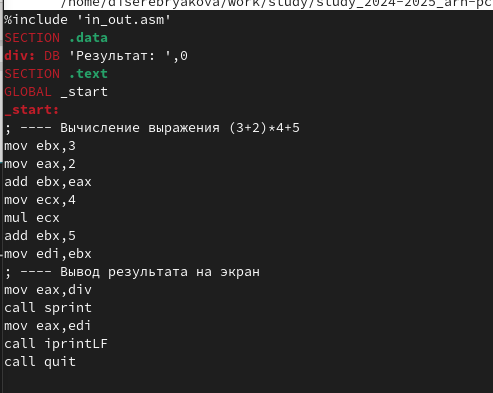 /home/diserebryakova/work/study/study_2024-2025_arh-pc
%include 'in_out.asm'
SECTION .data
div: DB 'Результат: ',0
SECTION .text
GLOBAL _start
_start:
; ---- Вычисление выражения (3+2)*4+5
mov ebx,3
mov eax,2
add ebx,eax
mov ecx,4
mul ecx
add ebx,5
mov edi,ebx
; ---- Вывод результата на экран
mov eax,div
call sprint
mov eax,edi
call iprintLF
call quit